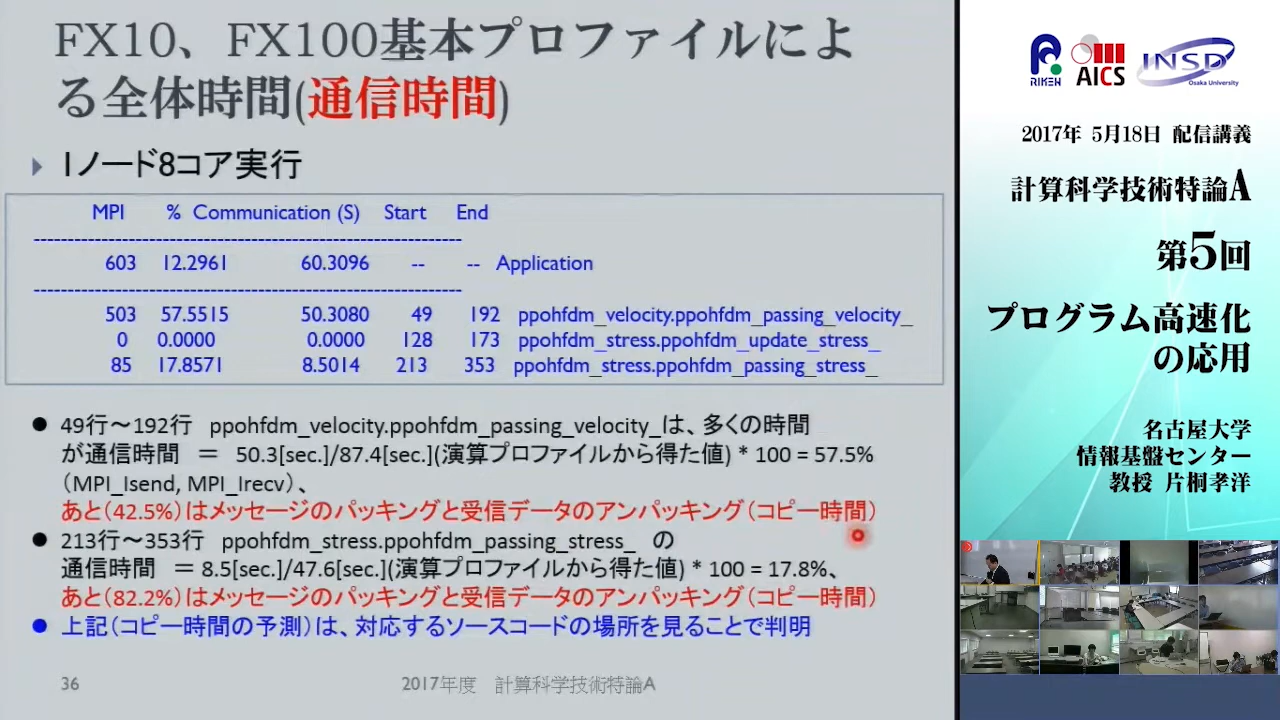 FX10、FX100基本プロファイルによ
る全体時間(通信時間)
1ノード8コア実行
MPI % Communication (S) Start End
------------------------------------------------------------------
603 12.2961 60.3096 -- -- Application
------------------------------------------------------------------
503 57.5515 50.3080 49 192 ppohfdm_velocity.ppohfdm_passing_velocity_
0 0.0000 0.0000 128 173 ppohfdm_stress.ppohfdm_update_stress_
85 17.8571 8.5014 213 353 ppohfdm_stress.ppohfdm_passing_stress_
● 49行~192行 ppohfdm_velocity.ppohfdm_passing_velocity_は、多くの時間
が通信時間 = 50.3[sec.]/87.4[sec.](演算プロファイルから得た値) * 100 = 57.5%
(MPI_Isend, MPI_Irecv)、
あと(42.5%)はメッセージのパッキングと受信データのアンパッキング(コピー時間)
● 213行~353行 ppohfdm_stress.ppohfdm_passing_stress_ の
通信時間 = 8.5[sec.]/47.6[sec.](演算プロファイルから得た値) * 100 = 17.8%、
あと(82.2%)はメッセージのパッキングと受信データのアンパッキング(コピー時間)
● 上記(コピー時間の予測)は、対応するソースコードの場所を見ることで判明
36 2017年度 計算科学技術特論A
RIKEN AICS INSD Osaka University
2017年 5月18日 配信講義
計算科学技術特論A
第5回
プログラム高速化
の応用
名古屋大学
情報基盤センター
教授 片桐孝洋